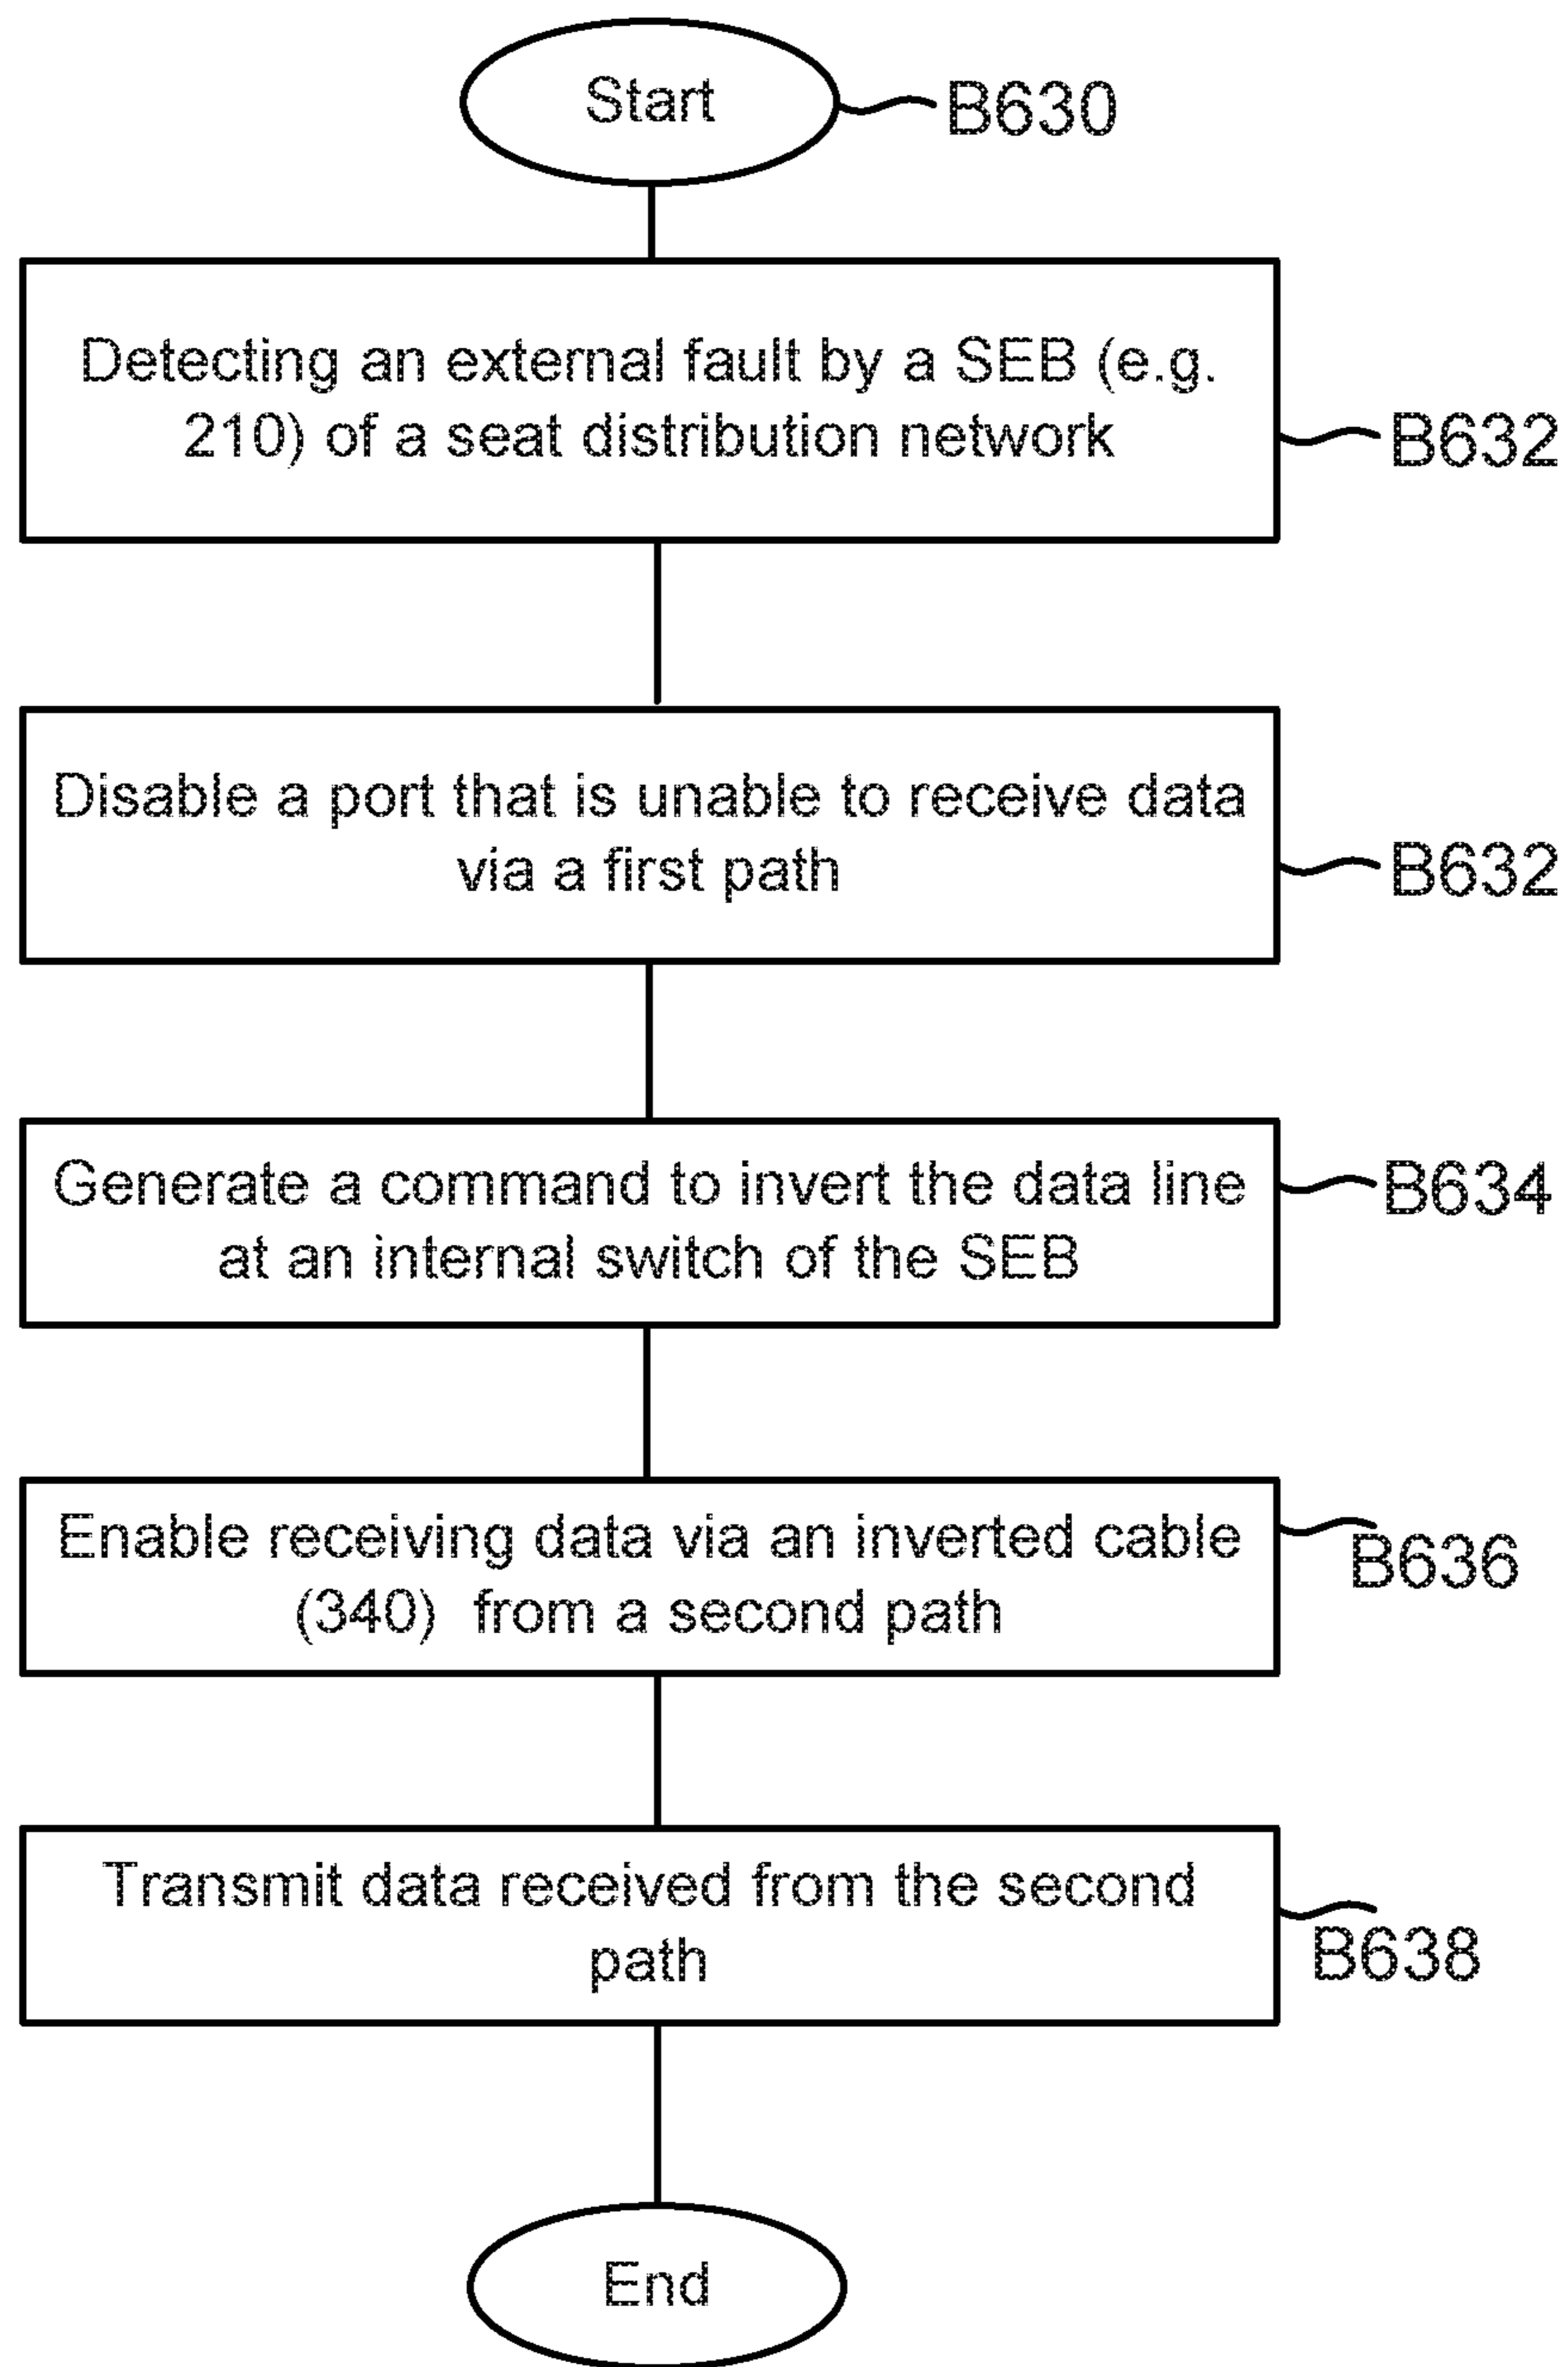 Start
B630
Detecting an external fault by a SEB (e.g.
210) of a seat distribution network
B632
Disable a port that is unable to receive data
via a first path
B632
Generate a command to invert the data line
at an internal switch of the SEB
B634
Enable receiving data via an inverted cable
(340) from a second path
B636
Transmit data received from the second
path
B638
End